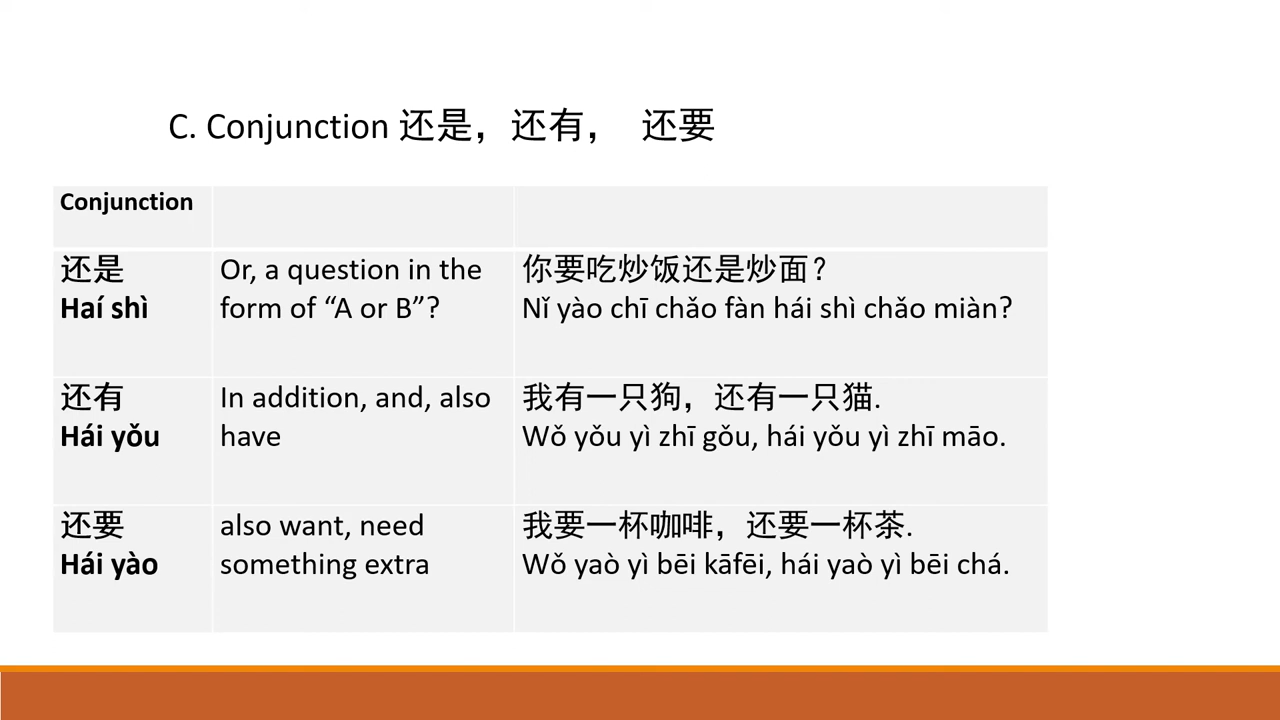 C. Conjunction 还是，还有， 还要
Conjunction
还是
Haí shì
Or, a question in the
form of “A or B”?
你要吃炒饭还是炒面？
Nǐ yào chī chǎo fàn hái shì chǎo miàn?
还有
Hái yǒu
In addition, and, also
have
我有一只狗，还有一只猫.
Wǒ yǒu yì zhī gǒu, hái yǒu yì zhī māo.
还要
Hái yào
also want, need
something extra
我要一杯咖啡，还要一杯茶.
Wǒ yaò yì bēi kāfēi, hái yaò yì bēi chá.